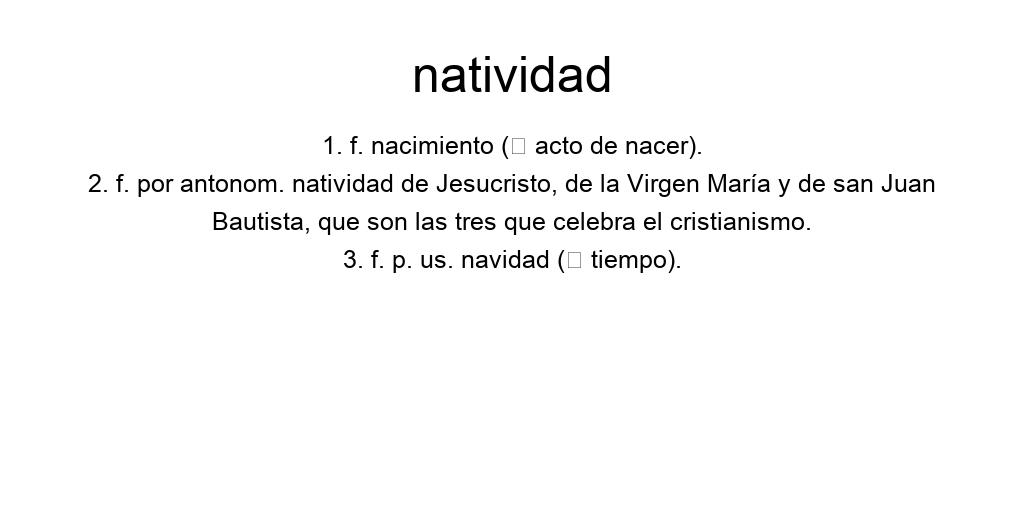 natividad
1. f. nacimiento (▯ acto de nacer).
2. f. por antonom. natividad de Jesucristo, de la Virgen María y de san Juan
Bautista, que son las tres que celebra el cristianismo.
3. f. p. us. navidad (▯ tiempo).